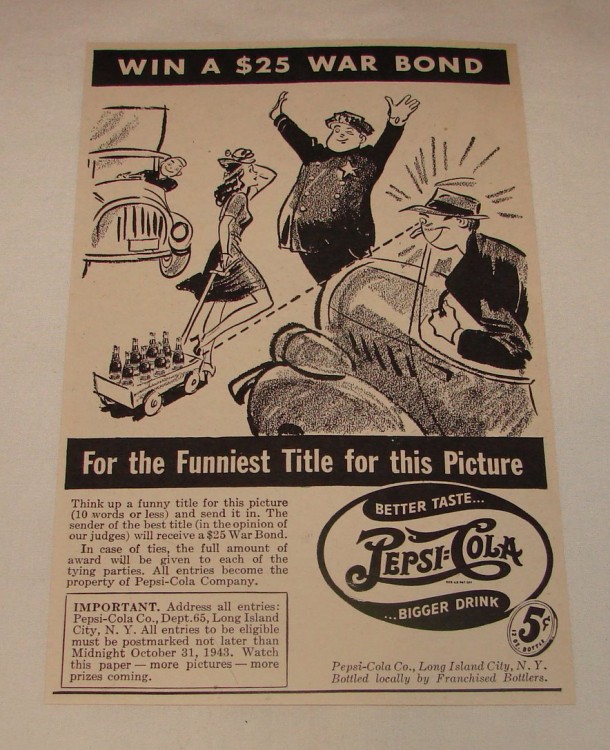 WIN A $25 WAR BOND
For the Funniest Title for this Picture
Think up a funny title for this picture
(10 words or less) and send it in. The
sender of the best title (in the opinion of
our judges) will receive a $25 War Bond.
In case of ties, the full amount of
award will be given to each of the
tying parties. All entries become the
property of Pepsi-Cola Company.
IMPORTANT. Address all entries:
Pepsi-Cola Co., Dept. 65, Long Island
City, N. Y. All entries to be eligible
must be postmarked not later than
Midnight October 31, 1943. Watch
this paper — more pictures — more
prizes coming.
BETTER TASTE...
PEPSI-COLA
...BIGGER DRINK
5¢
12 OZ. BOTTLE
Pepsi-Cola Co., Long Island City, N. Y.
Bottled locally by Franchised Bottlers.